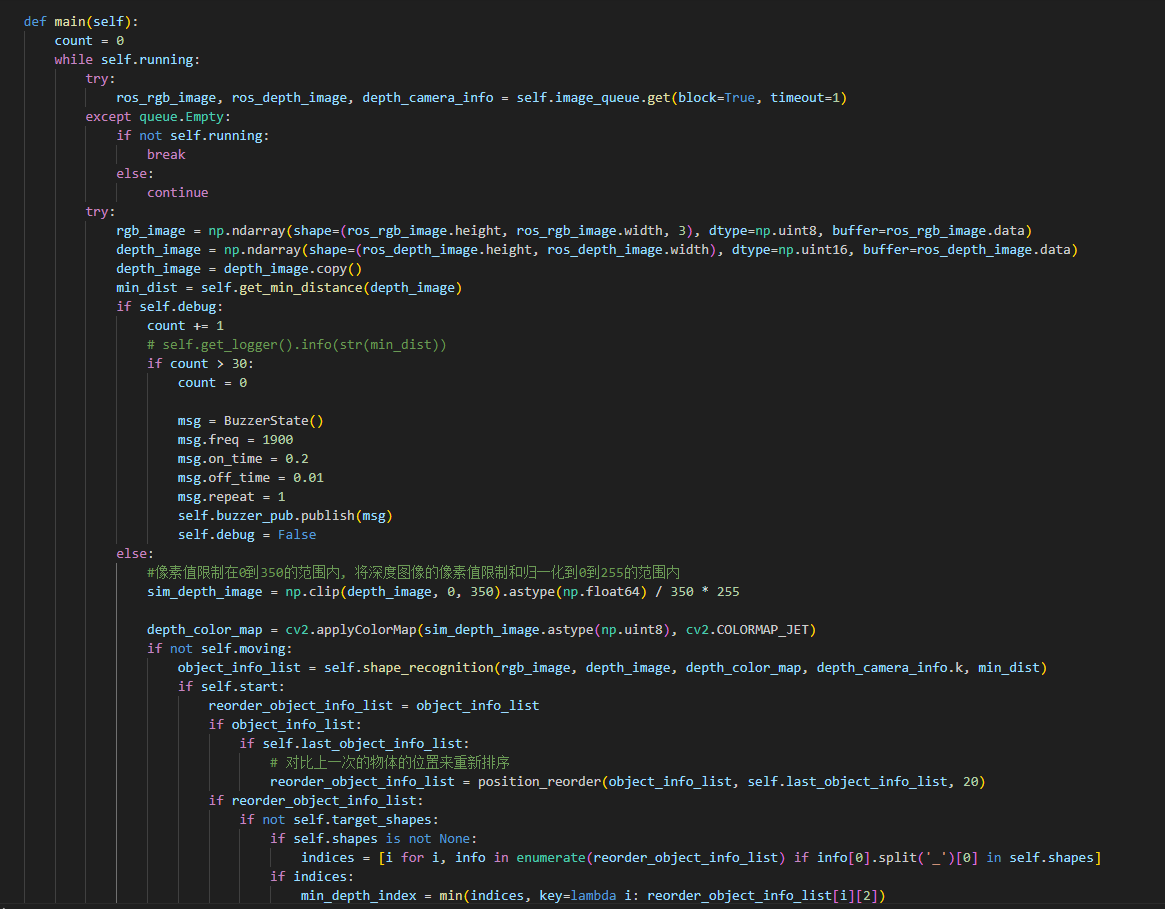 def main(self):
    count = 0
    while self.running:
        try:
            ros_rgb_image, ros_depth_image, depth_camera_info = self.image_queue.get(block=True, timeout=1)
        except queue.Empty:
            if not self.running:
                break
            else:
                continue
        try:
            rgb_image = np.ndarray(shape=(ros_rgb_image.height, ros_rgb_image.width, 3), dtype=np.uint8, buffer=ros_rgb_image.data)
            depth_image = np.ndarray(shape=(ros_depth_image.height, ros_depth_image.width), dtype=np.uint16, buffer=ros_depth_image.data)
            depth_image = depth_image.copy()
            min_dist = self.get_min_distance(depth_image)
            if self.debug:
                count += 1
                # self.get_logger().info(str(min_dist))
                if count > 30:
                    count = 0

                    msg = BuzzerState()
                    msg.freq = 1900
                    msg.on_time = 0.2
                    msg.off_time = 0.01
                    msg.repeat = 1
                    self.buzzer_pub.publish(msg)
                    self.debug = False
            else:
                #像素值限制在0到350的范围内, 将深度图像的像素值限制和归一化到0到255的范围内
                sim_depth_image = np.clip(depth_image, 0, 350).astype(np.float64) / 350 * 255

                depth_color_map = cv2.applyColorMap(sim_depth_image.astype(np.uint8), cv2.COLORMAP_JET)
                if not self.moving:
                    object_info_list = self.shape_recognition(rgb_image, depth_image, depth_color_map, depth_camera_info.k, min_dist)
                    if self.start:
                        reorder_object_info_list = object_info_list
                        if object_info_list:
                            if self.last_object_info_list:
                                # 对比上一次的物体的位置来重新排序
                                reorder_object_info_list = position_reorder(object_info_list, self.last_object_info_list, 20)
                        if reorder_object_info_list:
                            if not self.target_shapes:
                                if self.shapes is not None:
                                    indices = [i for i, info in enumerate(reorder_object_info_list) if info[0].split('_')[0] in self.shapes]
                                if indices:
                                    min_depth_index = min(indices, key=lambda i: reorder_object_info_list[i][2])